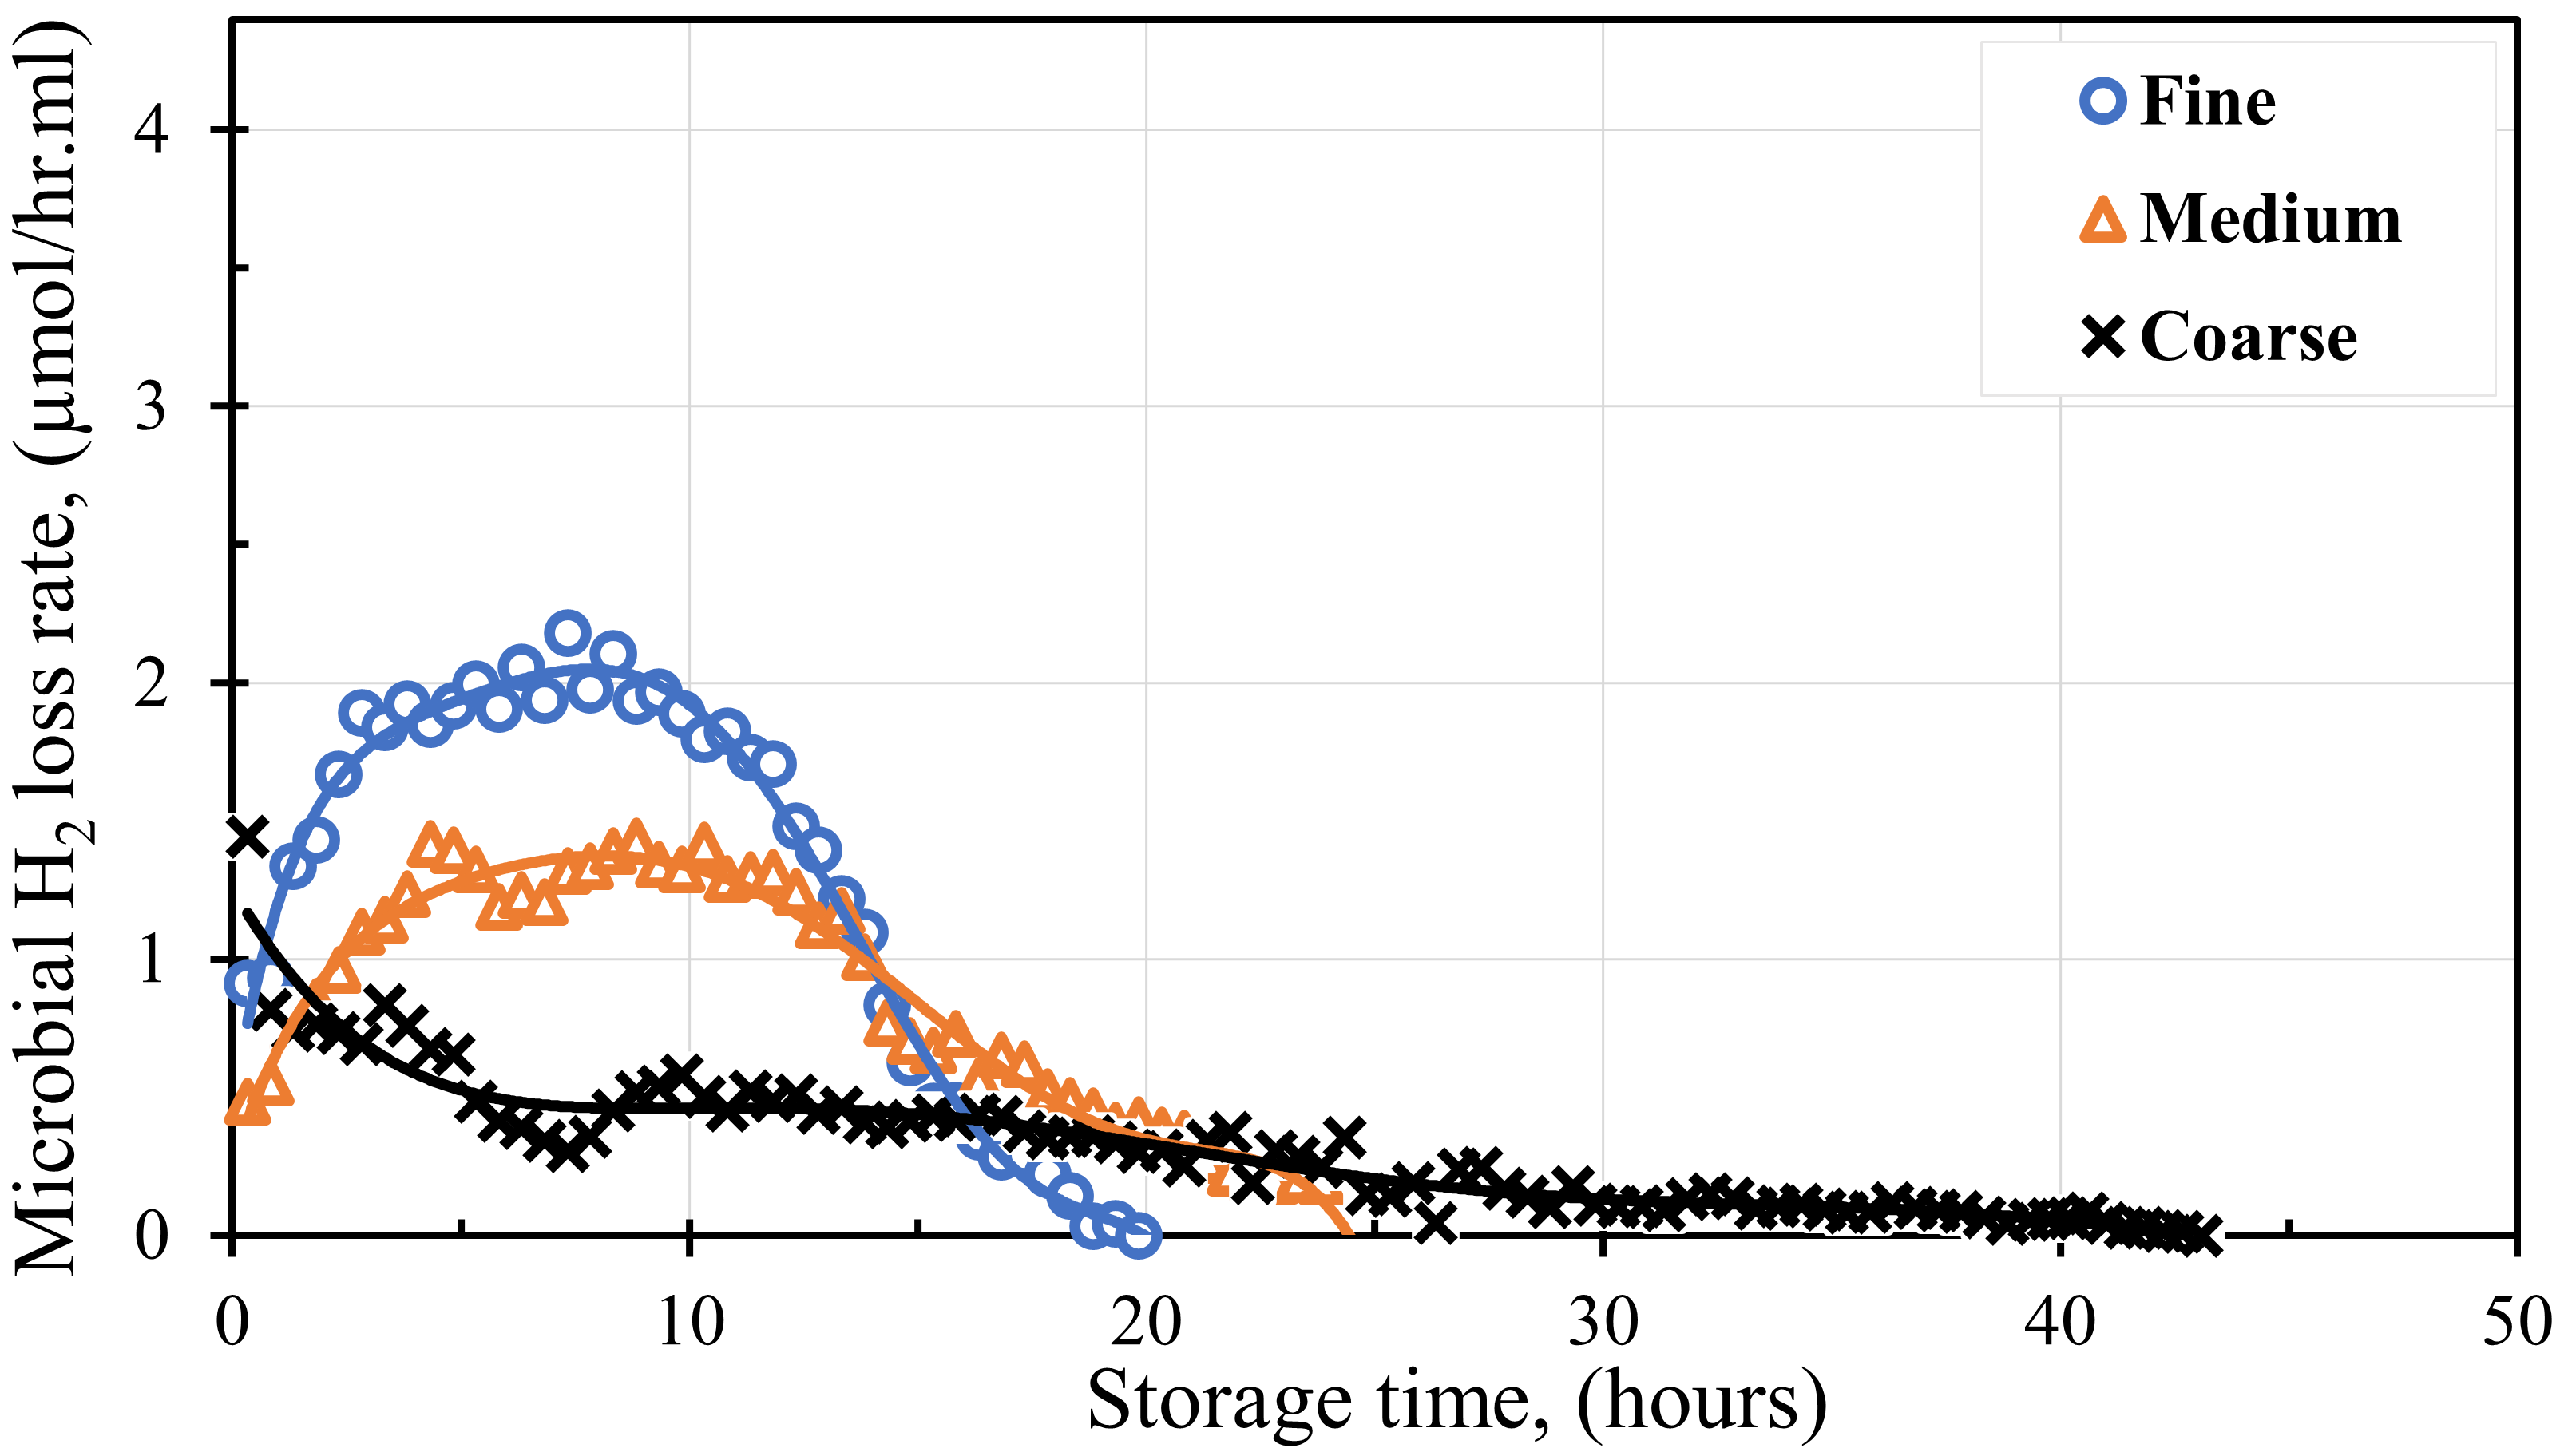 Microbial H₂ loss rate, (μmol/hr.ml)
4
3
2
1
0
0 10 20 30 40 50
Storage time, (hours)
Fine
Medium
Coarse